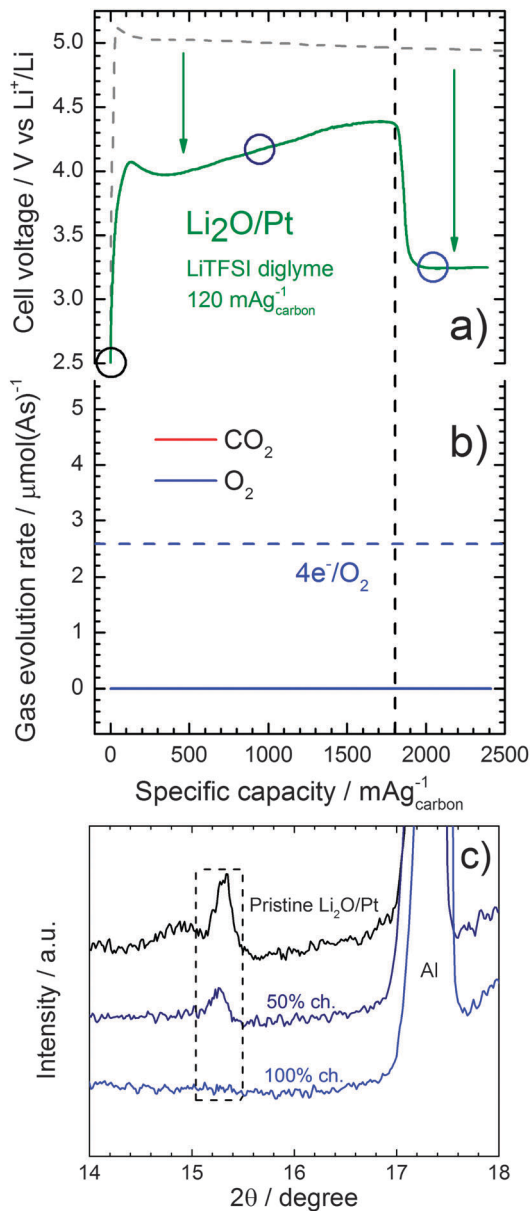 5.0
4.5
4.0
3.5
3.0
2.5
Cell voltage / V vs Li⁺/Li
Li₂O/Pt
LiTFSI diglyme
120 mAg⁻¹carbon
a)
5
4
3
2
1
0
Gas evolution rate / μmol(As)⁻¹
b)
CO₂
O₂
4e⁻/O₂
0 500 1000 1500 2000 2500
Specific capacity / mAg⁻¹carbon
c)
Intensity / a.u.
Pristine Li₂O/Pt
50% ch.
100% ch.
Al
14 15 16 17 18
2θ / degree